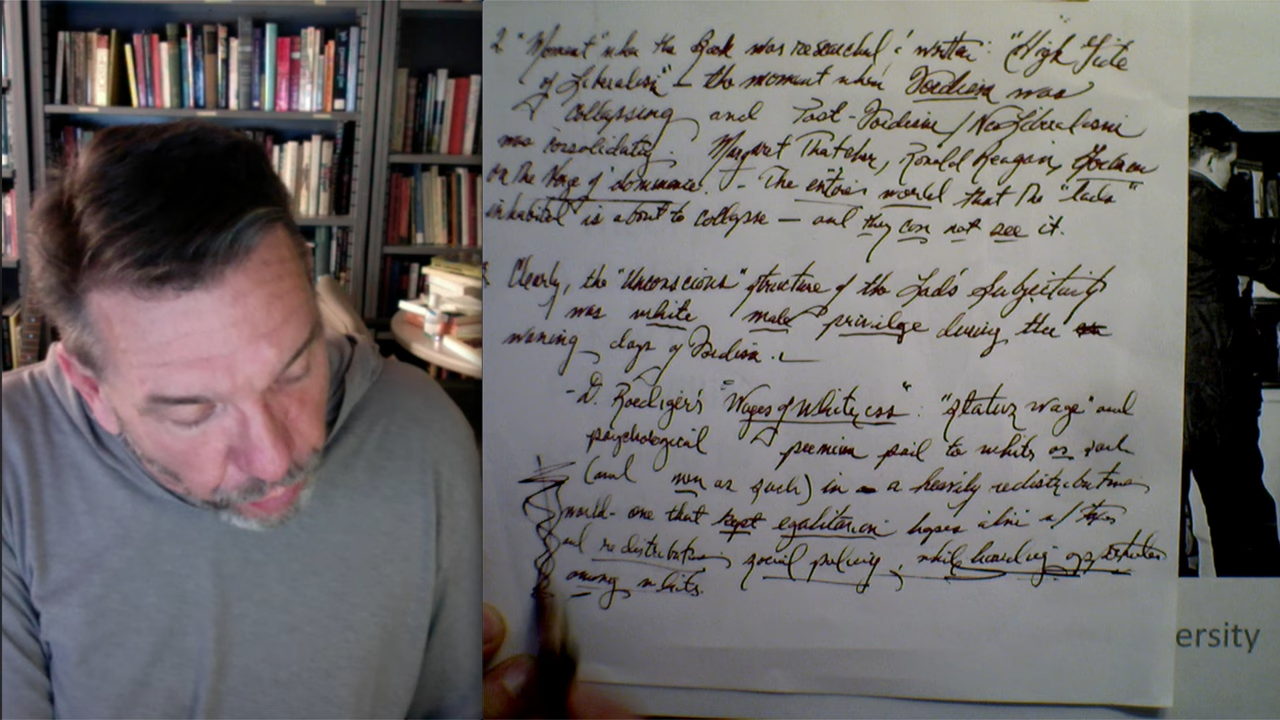 2. "Moment" when the Book was researched & written: "High Tide
of Liberalism" – the moment when Fordism was
collapsing and Post-Fordism/NeoLiberalism
was consolidating. Margaret Thatcher, Ronald Reagan,
on the verge of dominance. - The entire world that the "lads"
inhabited is about to collapse — and they can not see it.
Clearly, the "Unconscious" structure of the Lad's Subjectivity
was white male privilege during the
waning days of Fordism.
- D. Roediger's "Wages of Whiteness": "status wage" and
psychological premium paid to whites as such
(and men as such) in a heavily redistributive
world - one that kept egalitarian hopes alive w/
and redistributive social policy, while hoarding opportunities
among whites.
ersity